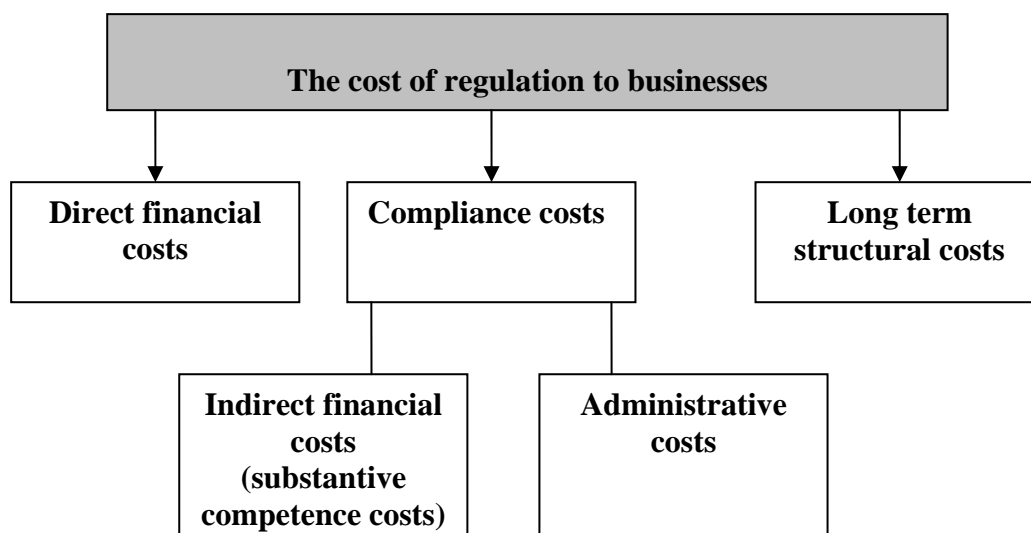 The cost of regulation to businesses
Direct financial
costs
Compliance costs
Long term
structural costs
Indirect financial
costs
(substantive
competence costs)
Administrative
costs